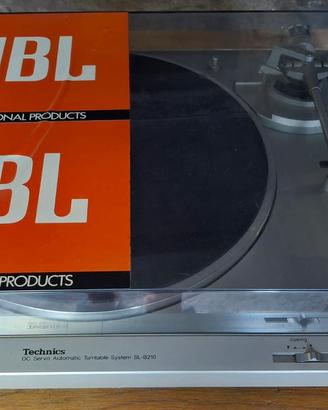 JBL
ONAL PRODUCTS
BL
PRODUCTS
Technics
DC Servo Automatic Turntable System SL-B210